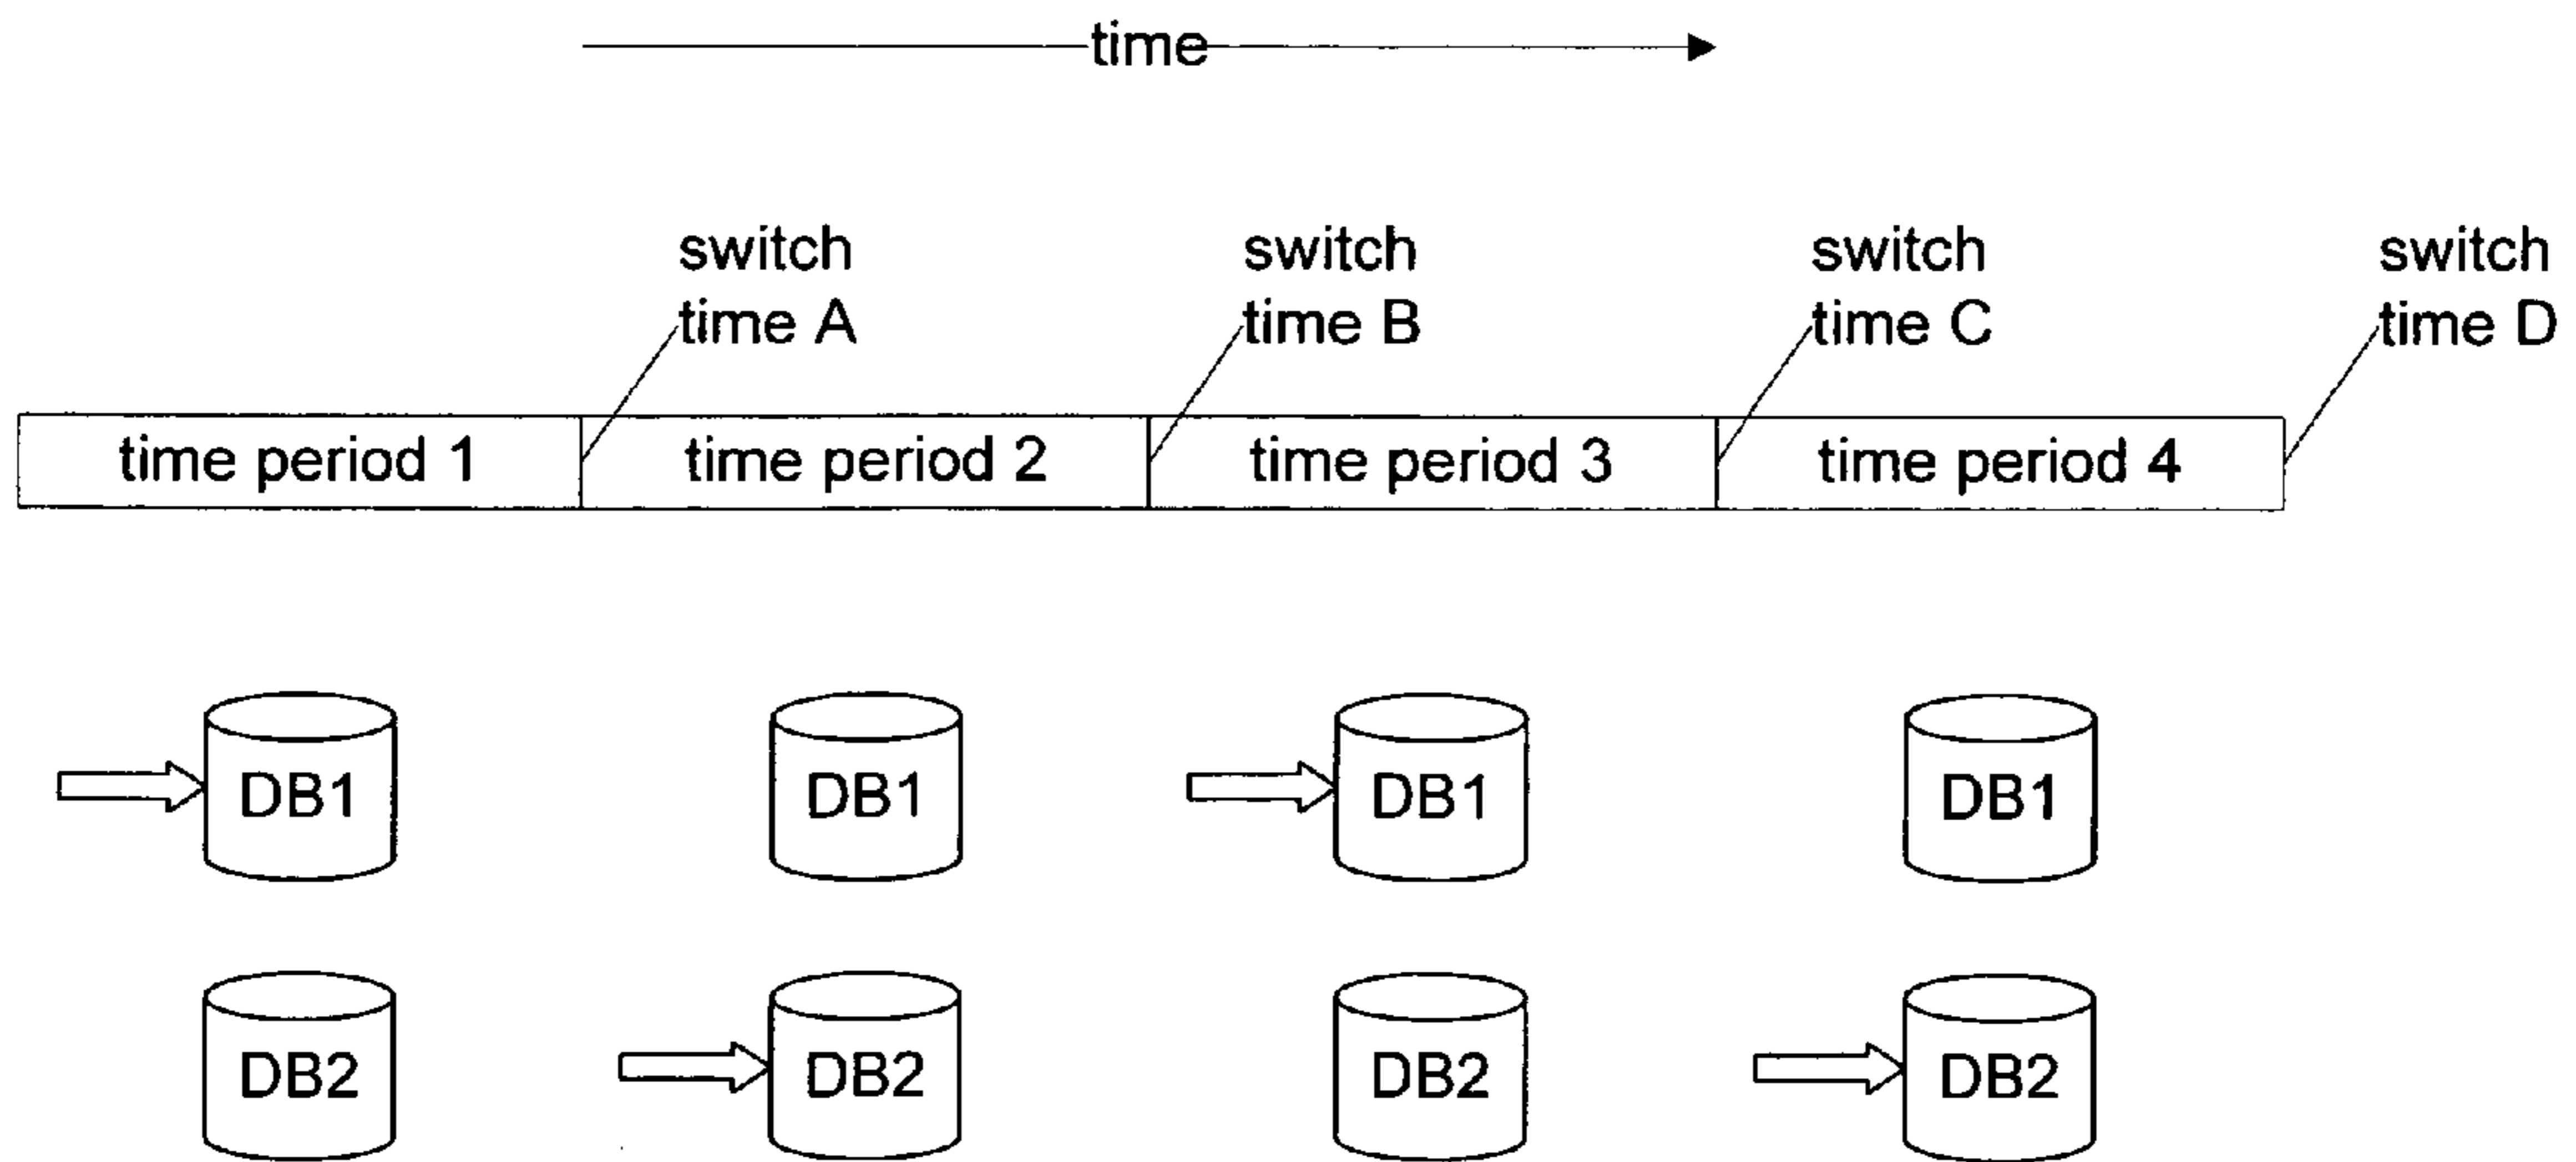 time
switch
time A
switch
time B
switch
time C
switch
time D
time period 1
time period 2
time period 3
time period 4
DB1
DB1
DB1
DB1
DB2
DB2
DB2
DB2